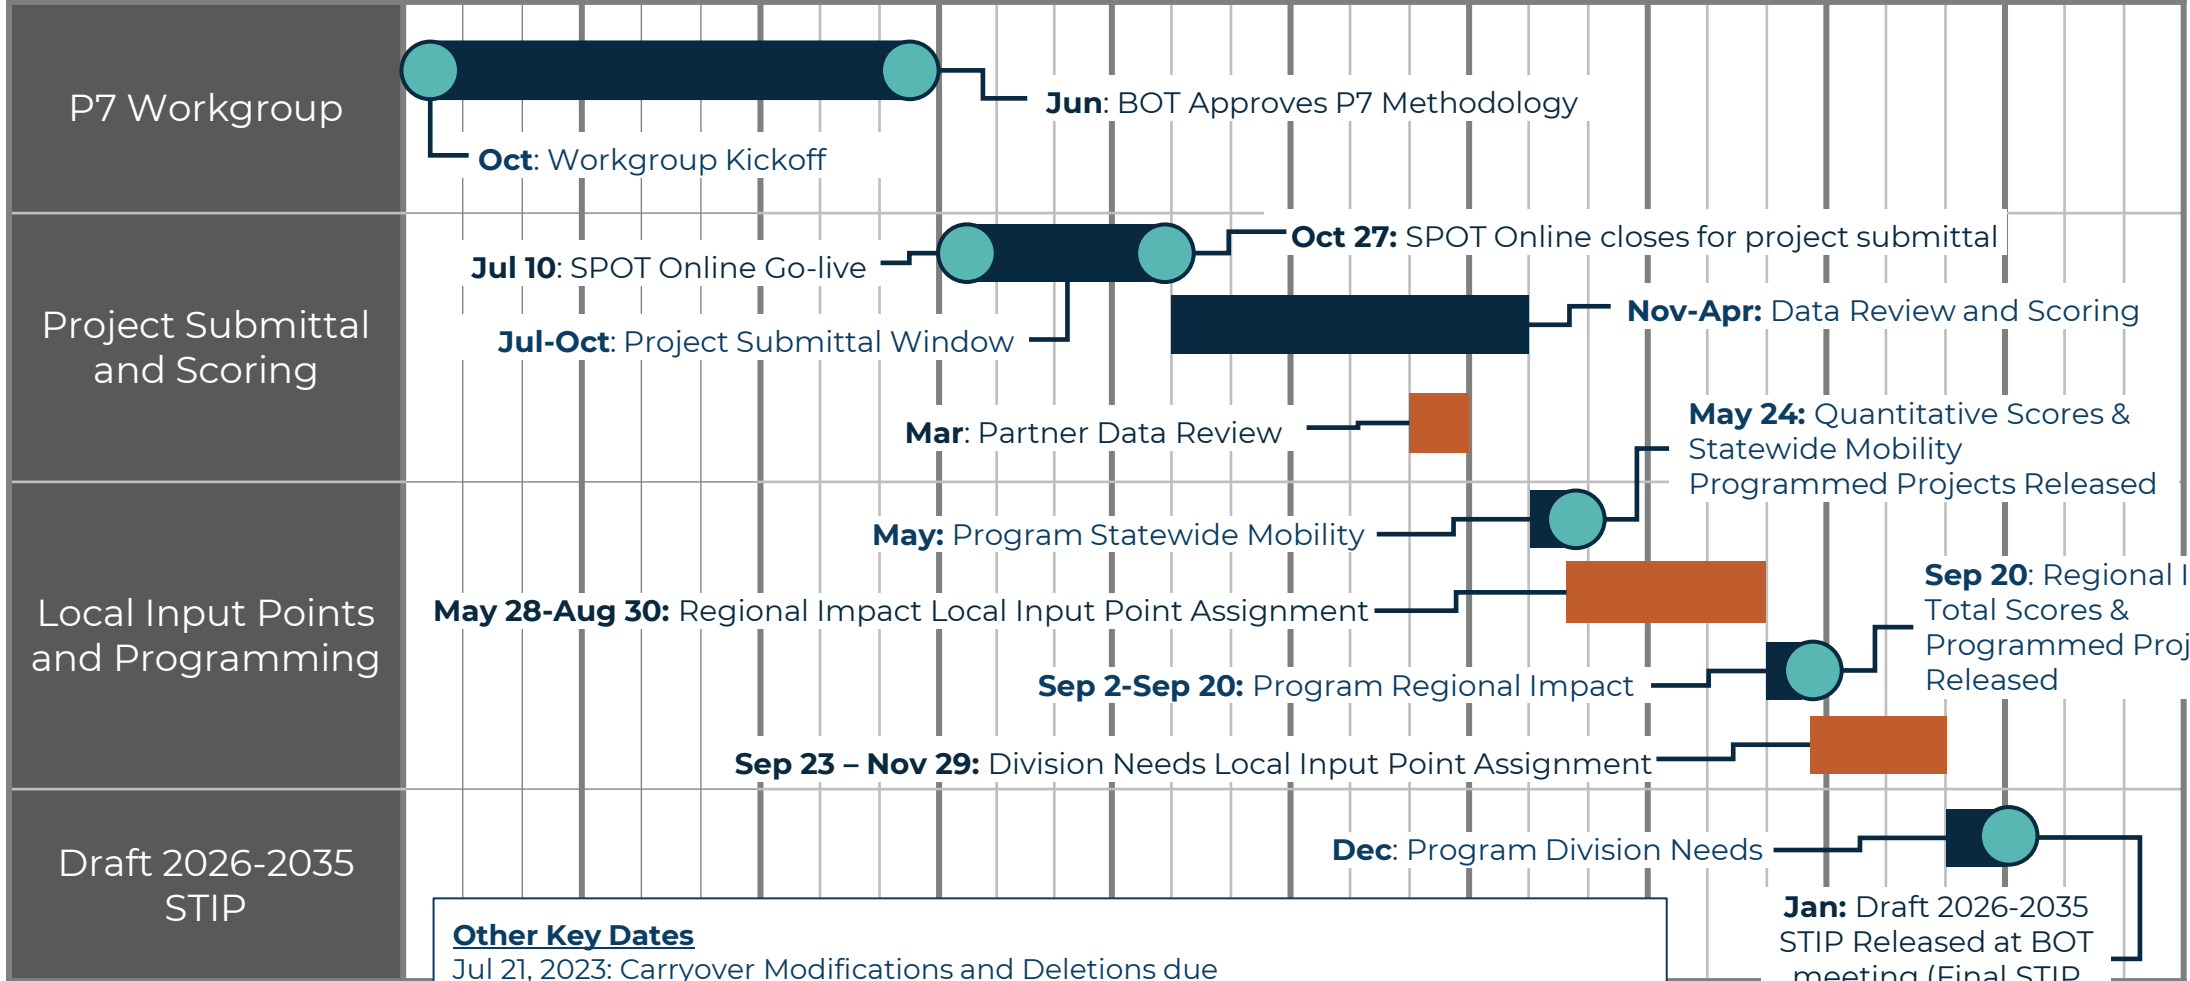 P7 Workgroup
Jun: BOT Approves P7 Methodology
Oct: Workgroup Kickoff
Project Submittal
and Scoring
Oct 27: SPOT Online closes for project submittal
Jul 10: SPOT Online Go-live
Nov-Apr: Data Review and Scoring
Jul-Oct: Project Submittal Window
Mar: Partner Data Review
May 24: Quantitative Scores &
Statewide Mobility
Programmed Projects Released
Local Input Points
and Programming
May: Program Statewide Mobility
May 28-Aug 30: Regional Impact Local Input Point Assignment
Sep 20: Regional
Total Scores &
Programmed
Released
Sep 2-Sep 20: Program Regional Impact
Sep 23 – Nov 29: Division Needs Local Input Point Assignment
Draft 2026-2035
STIP
Dec: Program Division Needs
Jan: Draft 2026-2035
STIP Released at BOT
meeting (Final STIP
Other Key Dates
Jul 21, 2023: Carryover Modifications and Deletions due